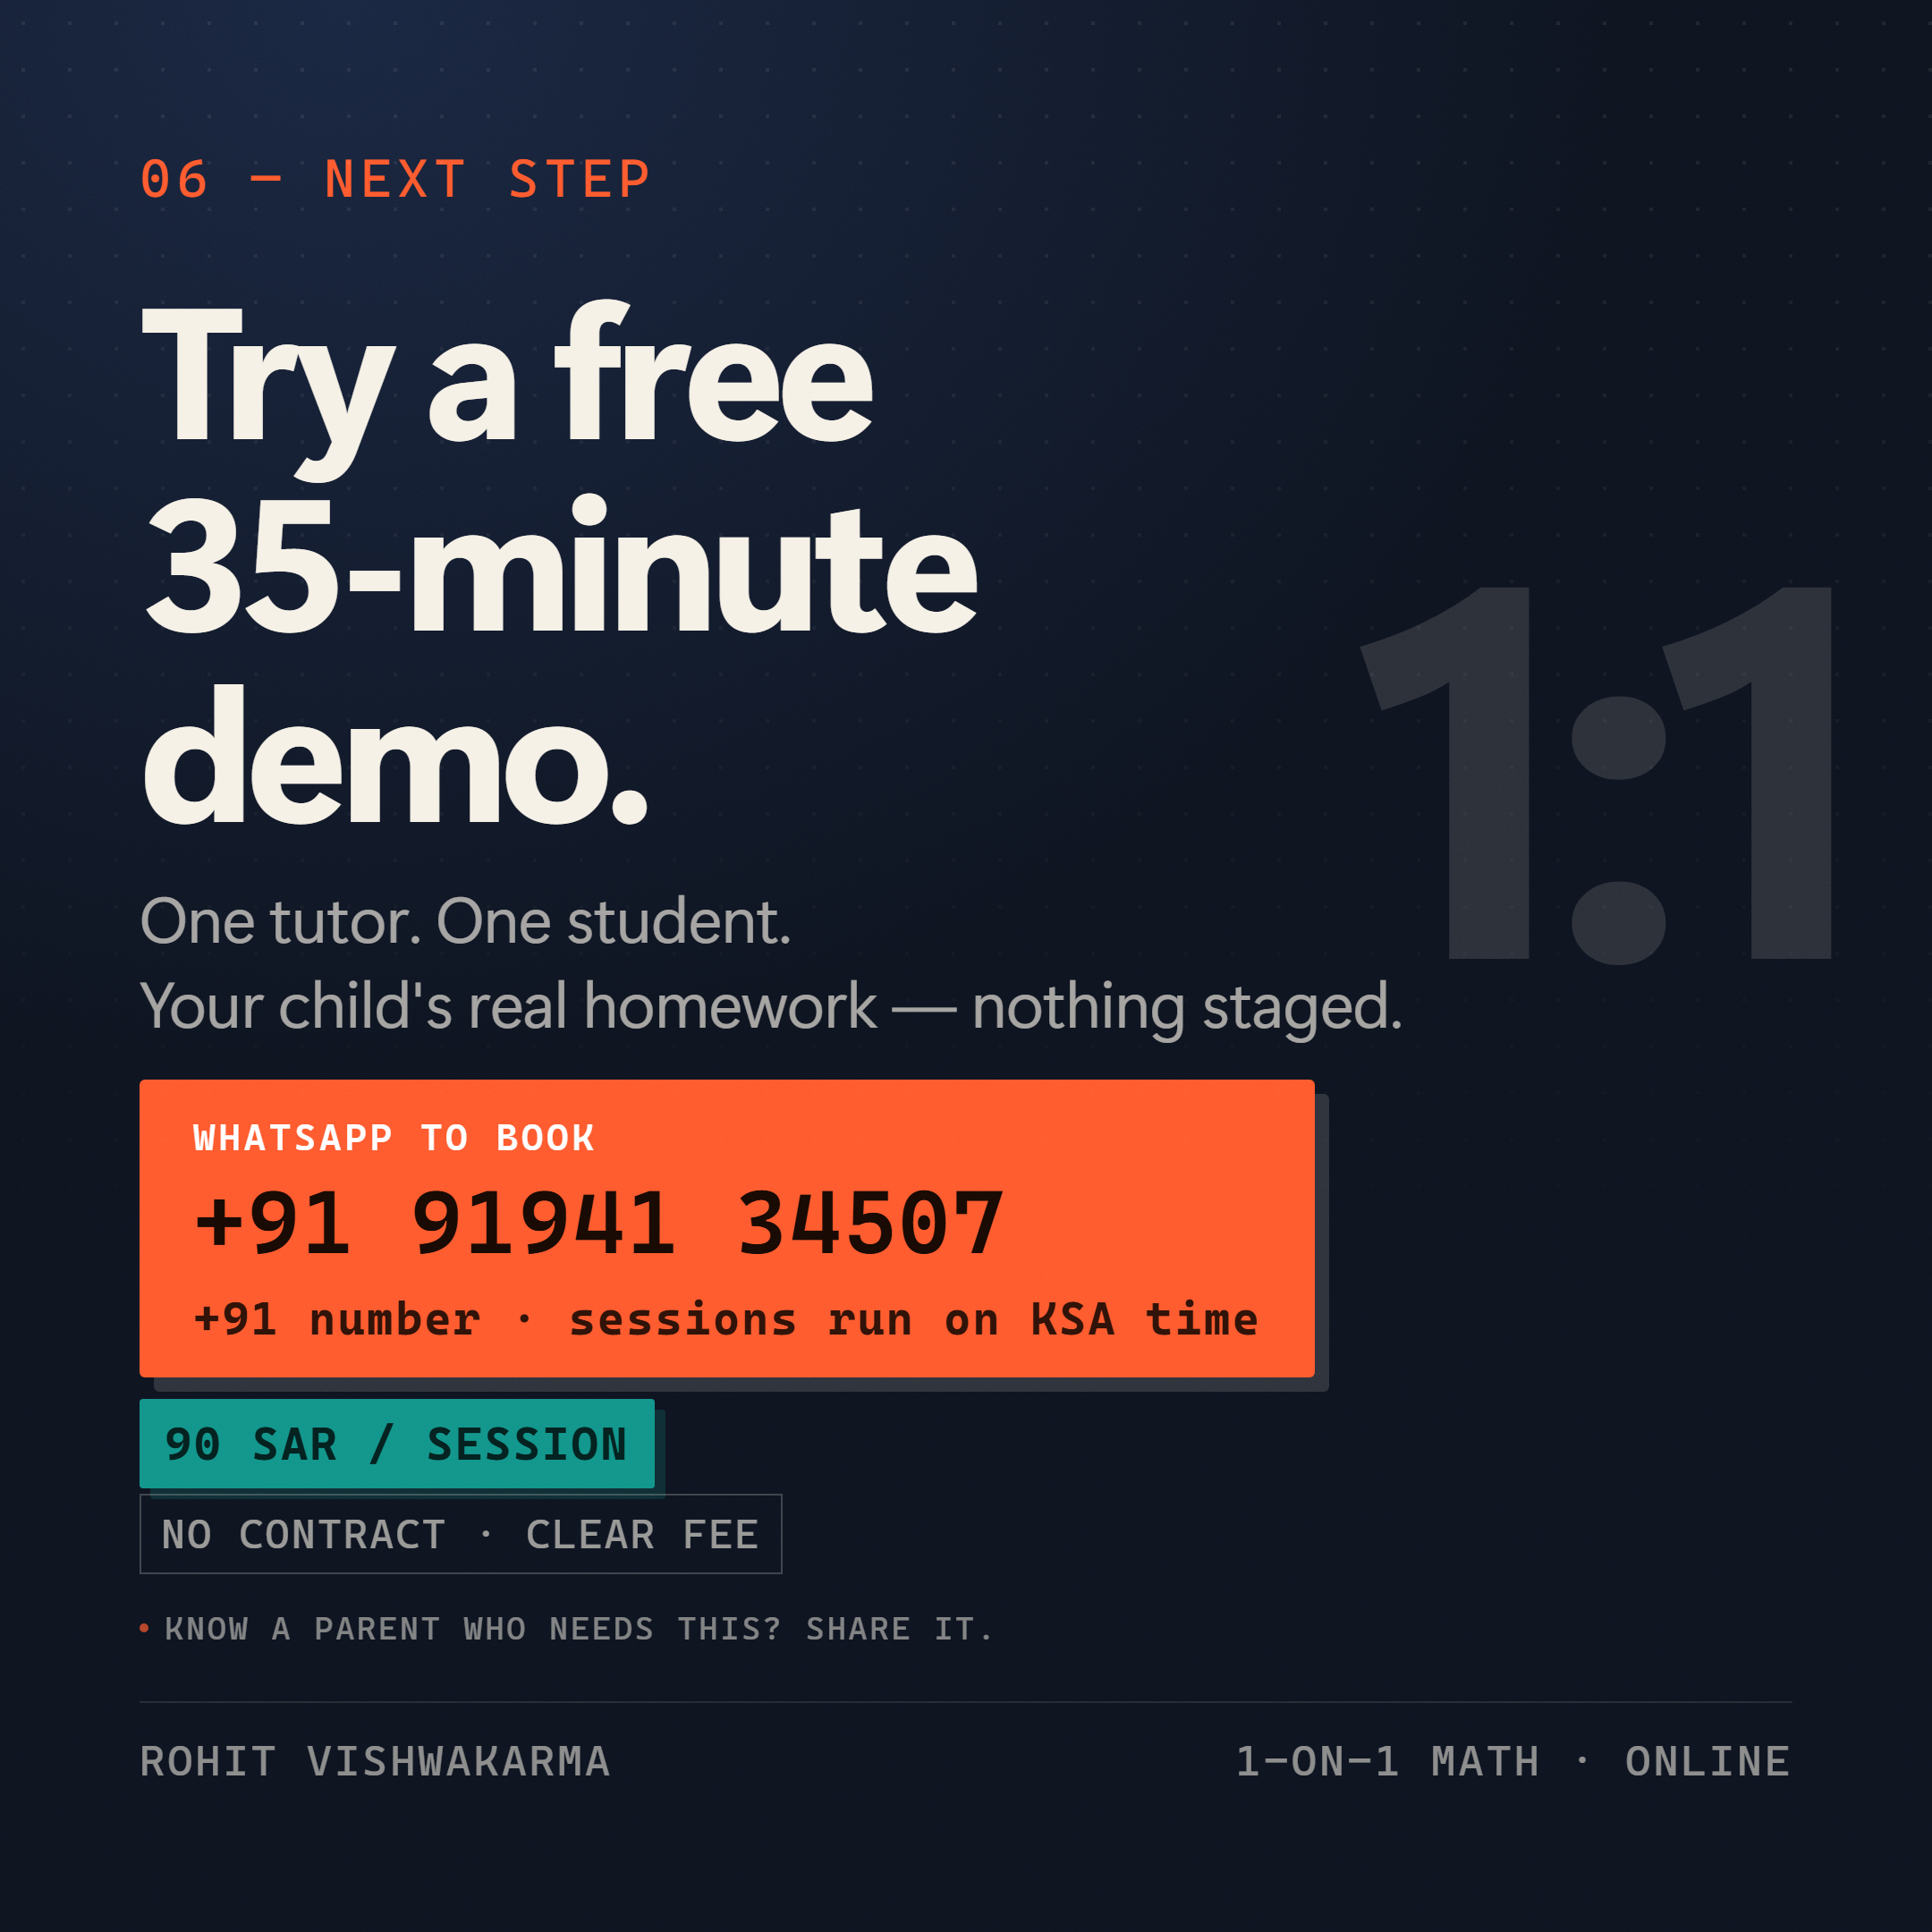 06 — NEXT STEP
Try a free
35-minute
demo.
1:1
One tutor. One student.
Your child's real homework — nothing staged.
WHATSAPP TO BOOK
+91 91941 34507
+91 number · sessions run on KSA time
90 SAR / SESSION
NO CONTRACT · CLEAR FEE
• KNOW A PARENT WHO NEEDS THIS? SHARE IT.
ROHIT VISHWAKARMA
1-ON-1 MATH · ONLINE